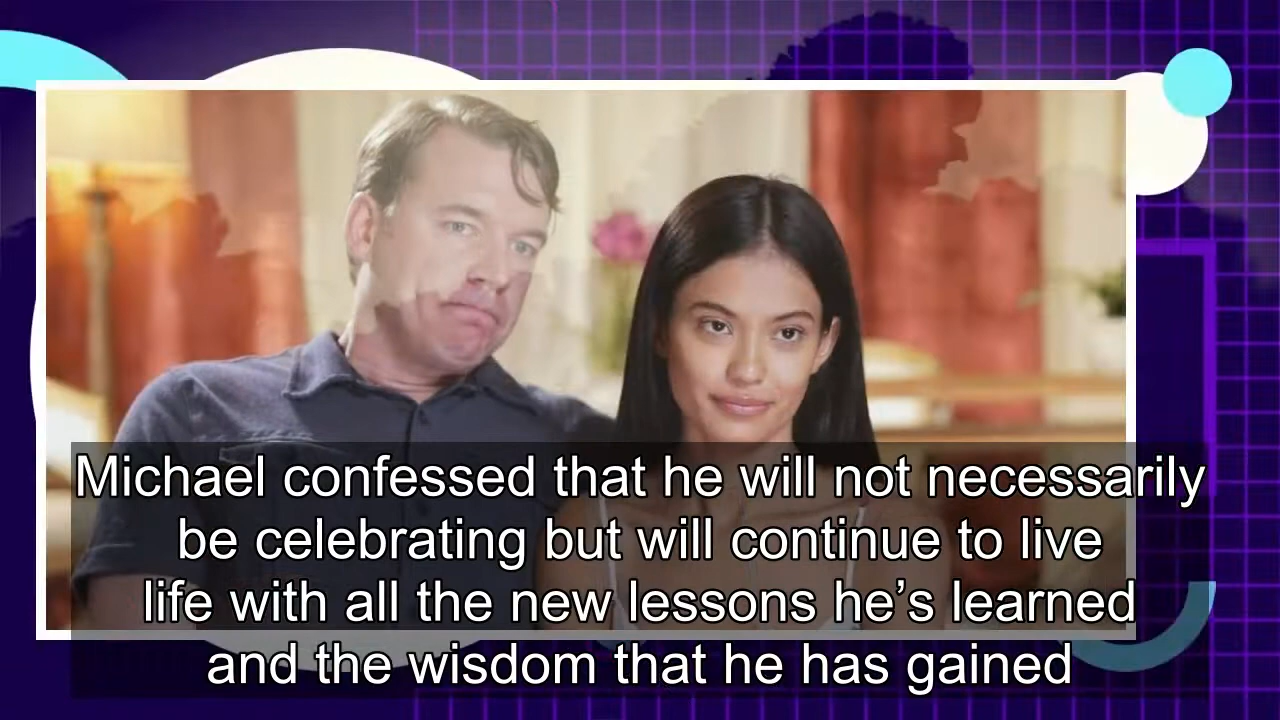 Michael confessed that he will not necessarily
be celebrating but will continue to live
life with all the new lessons he’s learned
and the wisdom that he has gained